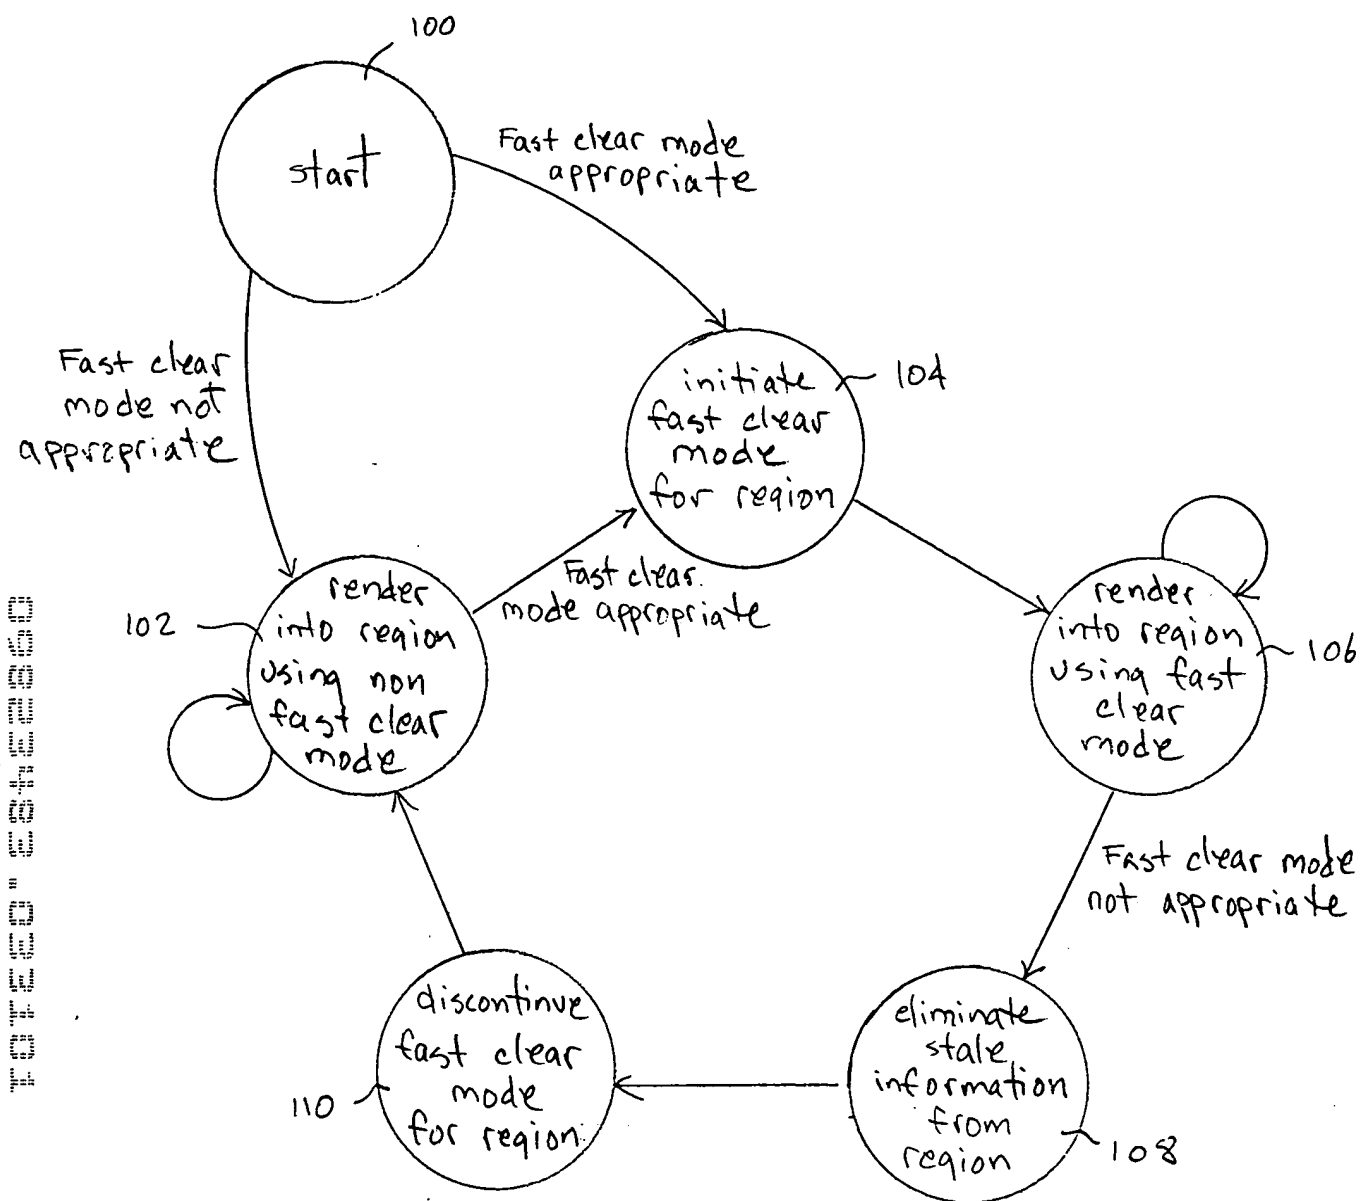 100
start
Fast clear mode
appropriate
Fast clear
mode not
appropriate
initiate
fast clear
mode
for region
104
Fast clear
mode appropriate
render
into region
using non
fast clear
mode
102
render
into region
using fast
clear
mode
106
Fast clear mode
not appropriate
discontinue
fast clear
mode
for region
110
eliminate
stale
information
from
region
108